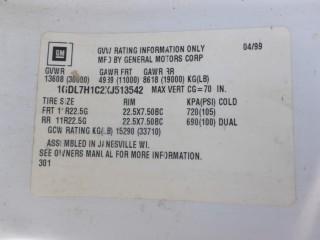 GM
GVW RATING INFORMATION ONLY 04/99
MFD BY GENERAL MOTORS CORP
GVWR GAWR FRT GAWR RR
13608 (30000) 4989 (11000) 8618 (19000) KG(LB)
1GDL7H1C2XJ513542 MAX VERT CG=70 IN.
TIRE SIZE RIM KPA(PSI) COLD
FRT 11R22.5G 22.5X7.50BC 720(105)
RR 11R22.5G 22.5X7.50BC 690(100) DUAL
GCW RATING KG(LB) 15290 (33710)
ASSEMBLED IN JANESVILLE WI.
SEE OWNERS MANUAL FOR MORE INFORMATION.
301